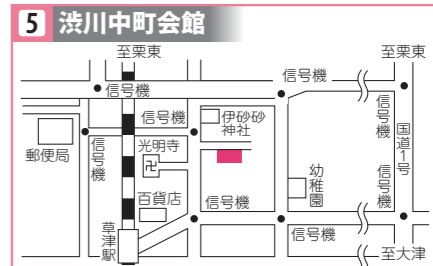 5 渋川中町会館
至栗東
至栗東
信号機
信号機
信号機
伊砂砂
神社
郵便局
信号機
光明寺
卍
信号機
国道1号
幼稚園
百貨店
信号機
信号機
草津駅
信号機
至大津